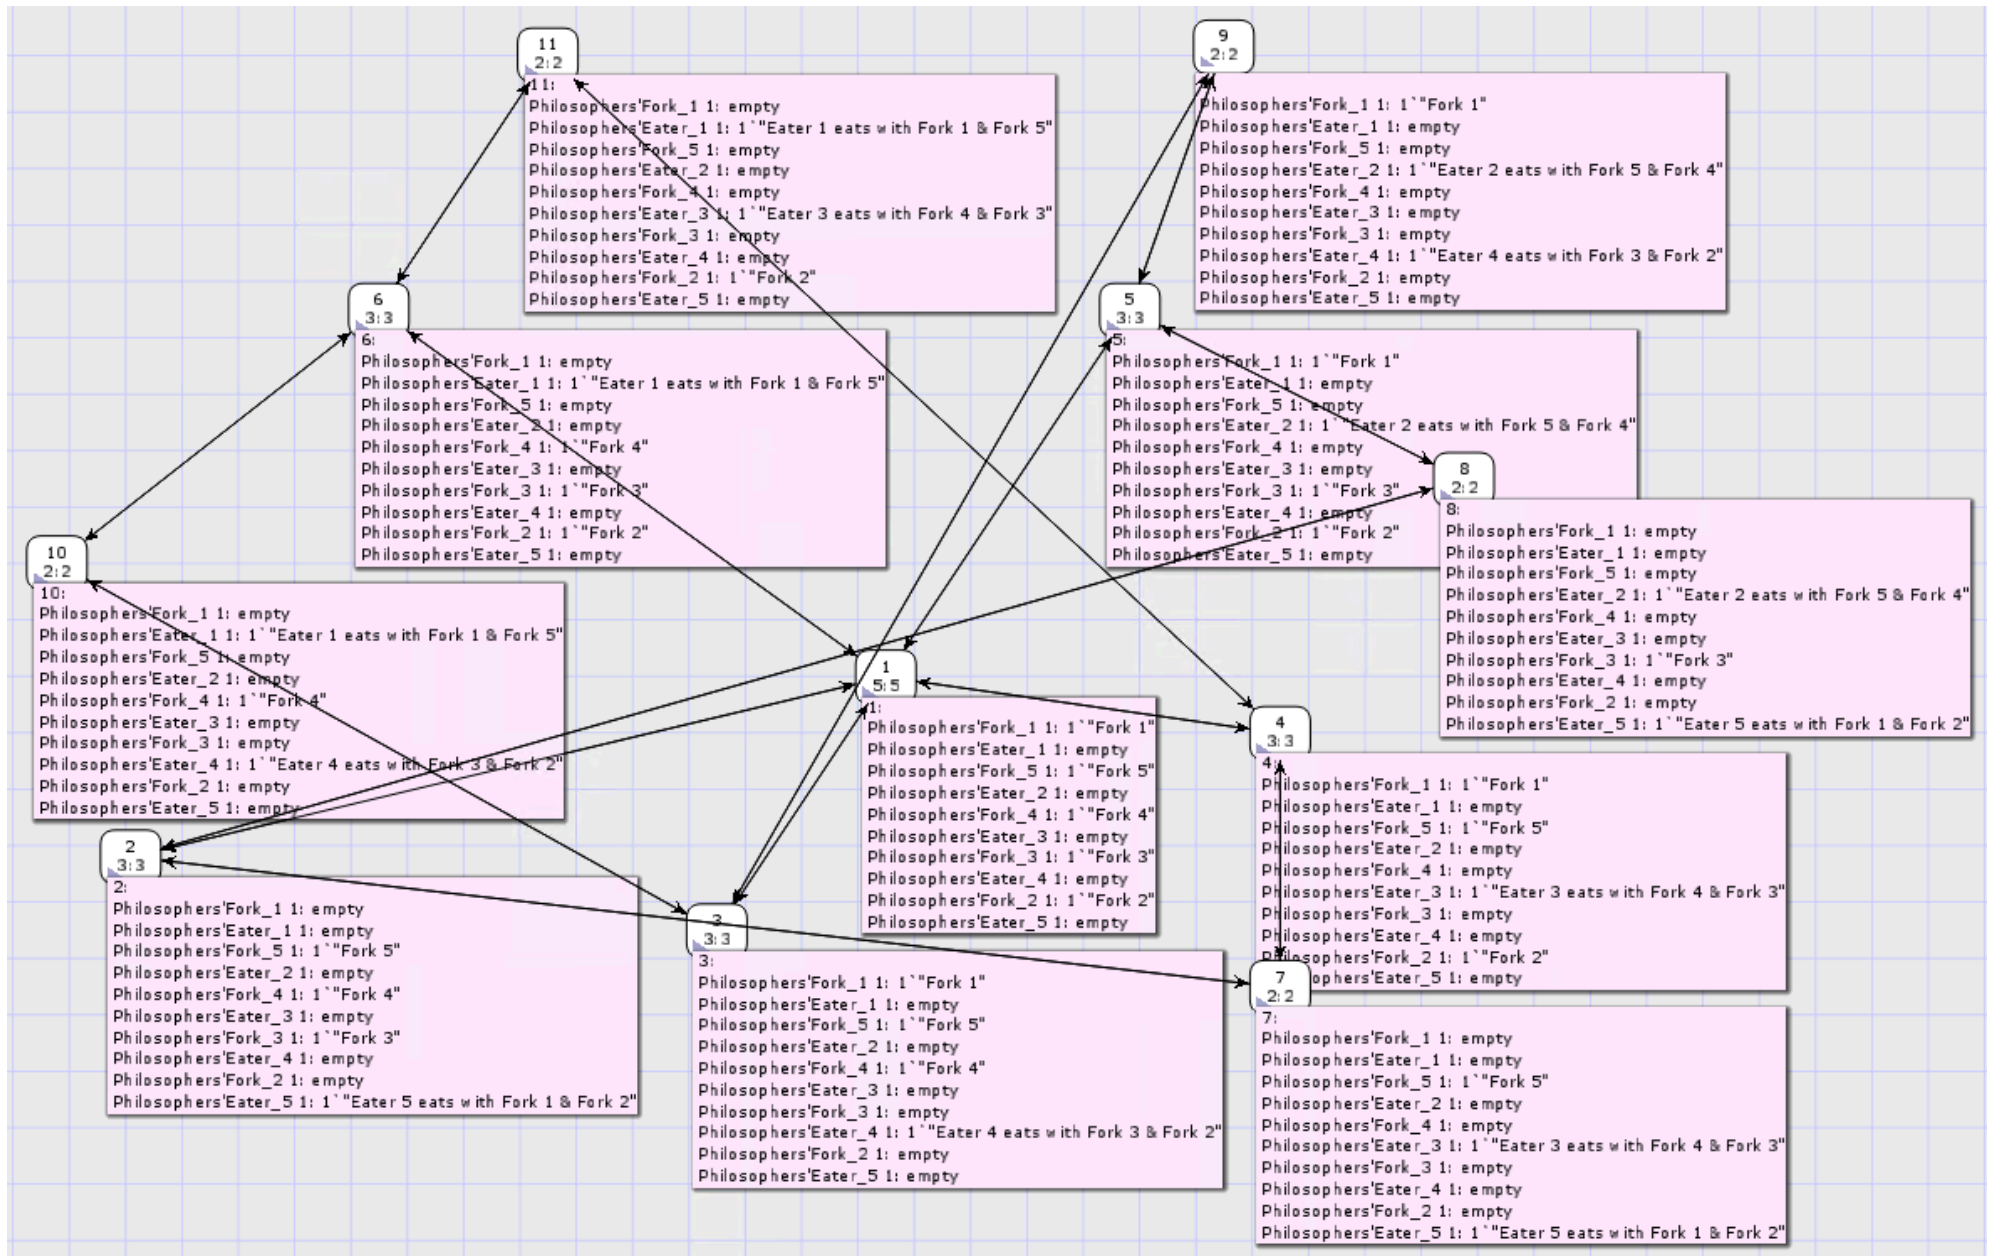 11
2:2
11:
Philosophers'Fork_1 1: empty
Philosophers'Eater_1 1: 1`"Eater 1 eats with Fork 1 & Fork 5"
Philosophers'Fork_5 1: empty
Philosophers'Eater_2 1: empty
Philosophers'Fork_4 1: empty
Philosophers'Eater_3 1: 1`"Eater 3 eats with Fork 4 & Fork 3"
Philosophers'Fork_3 1: empty
Philosophers'Eater_4 1: empty
Philosophers'Fork_2 1: 1`"Fork 2"
Philosophers'Eater_5 1: empty
9
2:2
Philosophers'Fork_1 1: 1`"Fork 1"
Philosophers'Eater_1 1: empty
Philosophers'Fork_5 1: empty
Philosophers'Eater_2 1: 1`"Eater 2 eats with Fork 5 & Fork 4"
Philosophers'Fork_4 1: empty
Philosophers'Eater_3 1: empty
Philosophers'Fork_3 1: empty
Philosophers'Eater_4 1: 1`"Eater 4 eats with Fork 3 & Fork 2"
Philosophers'Fork_2 1: empty
Philosophers'Eater_5 1: empty
6
3:3
6:
Philosophers'Fork_1 1: empty
Philosophers'Eater_1 1: 1`"Eater 1 eats with Fork 1 & Fork 5"
Philosophers'Fork_5 1: empty
Philosophers'Eater_2 1: empty
Philosophers'Fork_4 1: 1`"Fork 4"
Philosophers'Eater_3 1: empty
Philosophers'Fork_3 1: 1`"Fork 3"
Philosophers'Eater_4 1: empty
Philosophers'Fork_2 1: 1`"Fork 2"
Philosophers'Eater_5 1: empty
5
3:3
5:
Philosophers'Fork_1 1: 1`"Fork 1"
Philosophers'Eater_1 1: empty
Philosophers'Fork_5 1: empty
Philosophers'Eater_2 1: 1`"Eater 2 eats with Fork 5 & Fork 4"
Philosophers'Fork_4 1: empty
Philosophers'Eater_3 1: empty
Philosophers'Fork_3 1: 1`"Fork 3"
Philosophers'Eater_4 1: empty
Philosophers'Fork_2 1: 1`"Fork 2"
Philosophers'Eater_5 1: empty
8
2:2
8:
Philosophers'Fork_1 1: empty
Philosophers'Eater_1 1: empty
Philosophers'Fork_5 1: empty
Philosophers'Eater_2 1: 1`"Eater 2 eats with Fork 5 & Fork 4"
Philosophers'Fork_4 1: empty
Philosophers'Eater_3 1: empty
Philosophers'Fork_3 1: 1`"Fork 3"
Philosophers'Eater_4 1: empty
Philosophers'Fork_2 1: empty
Philosophers'Eater_5 1: 1`"Eater 5 eats with Fork 1 & Fork 2"
10
2:2
10:
Philosophers'Fork_1 1: empty
Philosophers'Eater_1 1: 1`"Eater 1 eats with Fork 1 & Fork 5"
Philosophers'Fork_5 1: empty
Philosophers'Eater_2 1: empty
Philosophers'Fork_4 1: 1`"Fork 4"
Philosophers'Eater_3 1: empty
Philosophers'Fork_3 1: empty
Philosophers'Eater_4 1: 1`"Eater 4 eats with Fork 3 & Fork 2"
Philosophers'Fork_2 1: empty
Philosophers'Eater_5 1: empty
1
5:5
1:
Philosophers'Fork_1 1: 1`"Fork 1"
Philosophers'Eater_1 1: empty
Philosophers'Fork_5 1: 1`"Fork 5"
Philosophers'Eater_2 1: empty
Philosophers'Fork_4 1: 1`"Fork 4"
Philosophers'Eater_3 1: empty
Philosophers'Fork_3 1: 1`"Fork 3"
Philosophers'Eater_4 1: empty
Philosophers'Fork_2 1: 1`"Fork 2"
Philosophers'Eater_5 1: empty
4
3:3
4:
Philosophers'Fork_1 1: 1`"Fork 1"
Philosophers'Eater_1 1: empty
Philosophers'Fork_5 1: 1`"Fork 5"
Philosophers'Eater_2 1: empty
Philosophers'Fork_4 1: empty
Philosophers'Eater_3 1: 1`"Eater 3 eats with Fork 4 & Fork 3"
Philosophers'Fork_3 1: empty
Philosophers'Eater_4 1: empty
Philosophers'Fork_2 1: 1`"Fork 2"
osophers'Eater_5 1: empty
2
3:3
2:
Philosophers'Fork_1 1: empty
Philosophers'Eater_1 1: empty
Philosophers'Fork_5 1: 1`"Fork 5"
Philosophers'Eater_2 1: empty
Philosophers'Fork_4 1: 1`"Fork 4"
Philosophers'Eater_3 1: empty
Philosophers'Fork_3 1: 1`"Fork 3"
Philosophers'Eater_4 1: empty
Philosophers'Fork_2 1: empty
Philosophers'Eater_5 1: 1`"Eater 5 eats with Fork 1 & Fork 2"
3
3:3
3:
Philosophers'Fork_1 1: 1`"Fork 1"
Philosophers'Eater_1 1: empty
Philosophers'Fork_5 1: 1`"Fork 5"
Philosophers'Eater_2 1: empty
Philosophers'Fork_4 1: 1`"Fork 4"
Philosophers'Eater_3 1: empty
Philosophers'Fork_3 1: empty
Philosophers'Eater_4 1: 1`"Eater 4 eats with Fork 3 & Fork 2"
Philosophers'Fork_2 1: empty
Philosophers'Eater_5 1: empty
7
2:2
7:
Philosophers'Fork_1 1: empty
Philosophers'Eater_1 1: empty
Philosophers'Fork_5 1: 1`"Fork 5"
Philosophers'Eater_2 1: empty
Philosophers'Fork_4 1: empty
Philosophers'Eater_3 1: 1`"Eater 3 eats with Fork 4 & Fork 3"
Philosophers'Fork_3 1: empty
Philosophers'Eater_4 1: empty
Philosophers'Fork_2 1: empty
Philosophers'Eater_5 1: 1`"Eater 5 eats with Fork 1 & Fork 2"